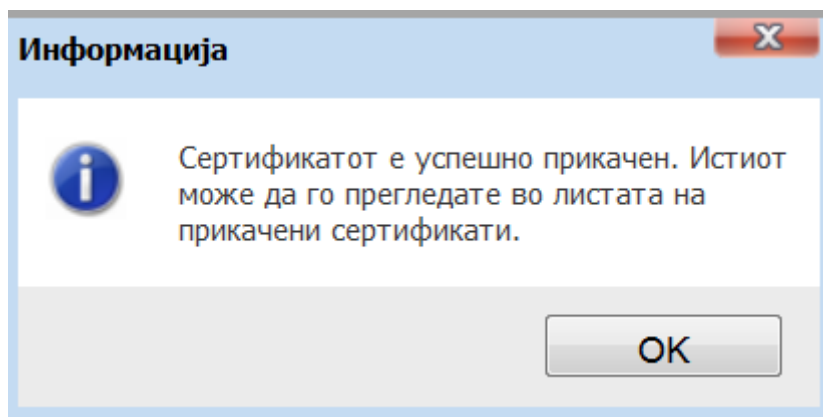 Информација
Сертификатот е успешно прикачен. Истиот
може да го прегледате во листата на
прикачени сертификати.
OK